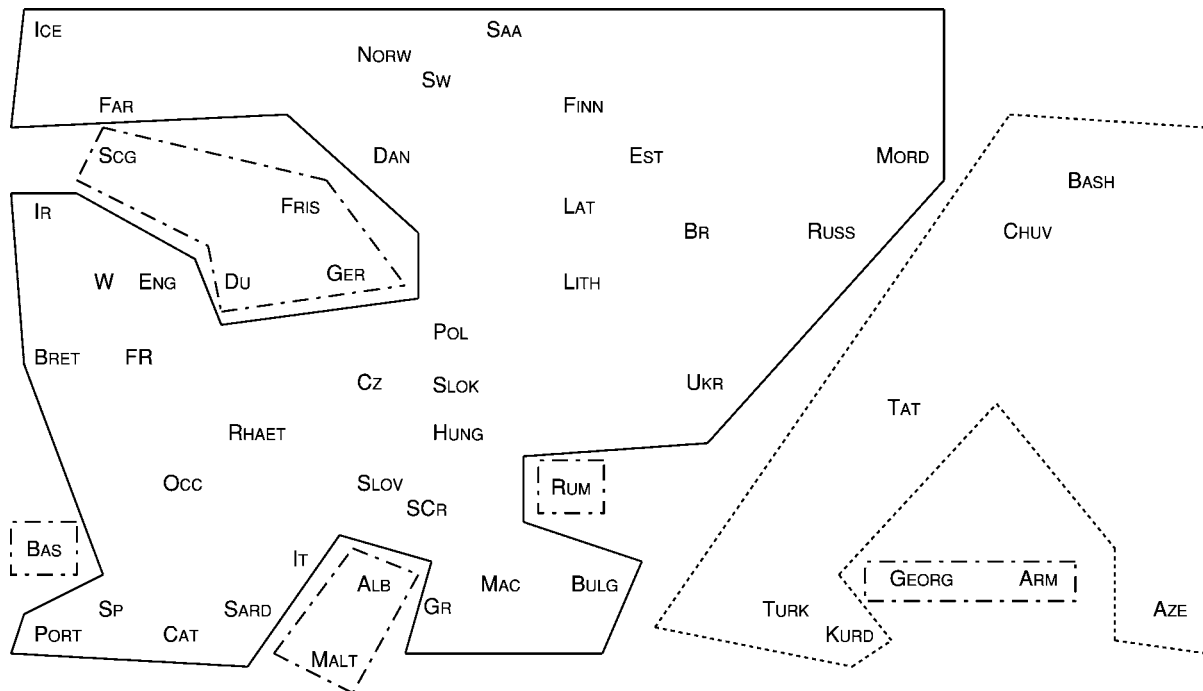 ICE
SAA
NORW
SW
FAR
FINN
SCG
DAN
EST
MORD
BASH
IR
FRIS
LAT
BR
RUSS
CHUV
W
ENG
DU
GER
LITH
POL
BRET
FR
CZ
SLOK
UKR
TAT
RHAET
HUNG
OCC
SLOV
RUM
SCR
BAS
IT
ALB
MAC
BULG
GEORG
ARM
SP
SARD
GR
TURK
AZE
PORT
CAT
KURD
MALT